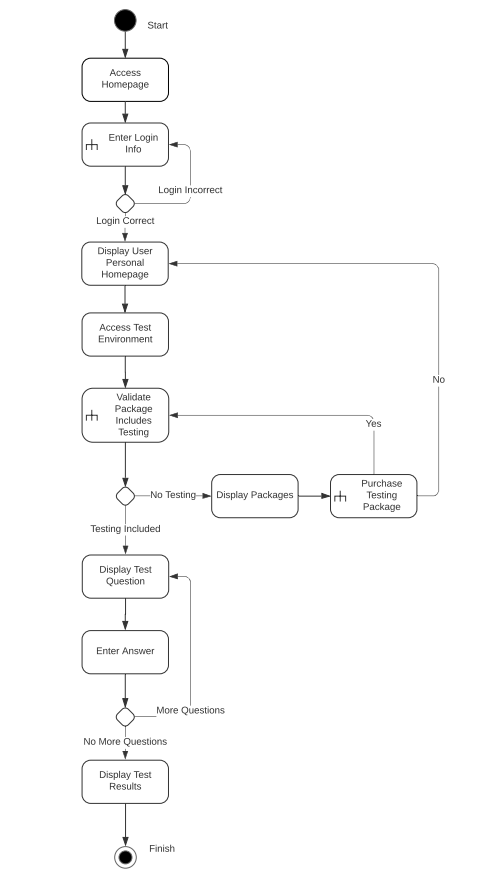 Start
Access
Homepage
Enter Login
Info
Login Incorrect
Login Correct
Display User
Personal
Homepage
Access Test
Environment
No
Validate
Package
Includes
Testing
Yes
No Testing
Display Packages
Purchase
Testing
Package
Testing Included
Display Test
Question
Enter Answer
More Questions
No More Questions
Display Test
Results
Finish